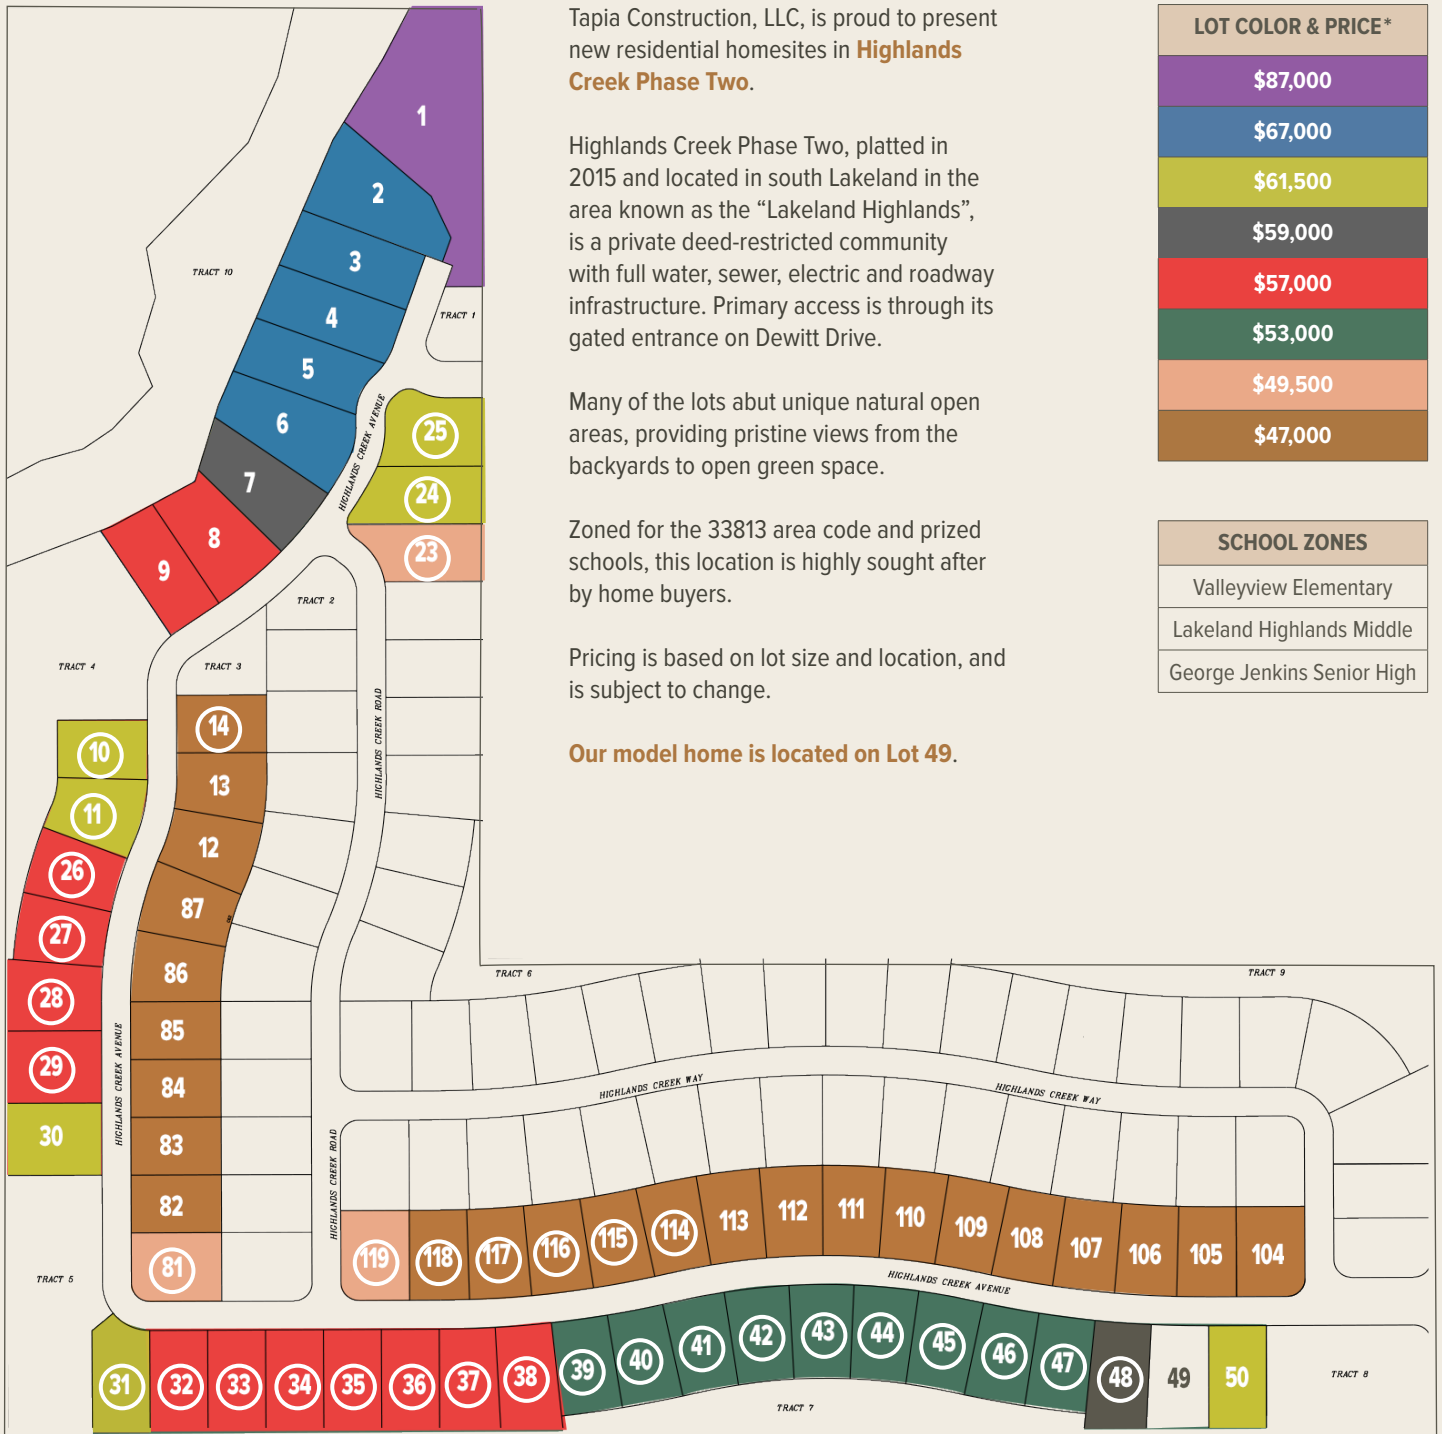 Tapia Construction, LLC, is proud to present
new residential homesites in Highlands
Creek Phase Two.
Highlands Creek Phase Two, platted in
2015 and located in south Lakeland in the
area known as the “Lakeland Highlands”,
is a private deed-restricted community
with full water, sewer, electric and roadway
infrastructure. Primary access is through its
gated entrance on Dewitt Drive.
Many of the lots abut unique natural open
areas, providing pristine views from the
backyards to open green space.
Zoned for the 33813 area code and prized
schools, this location is highly sought after
by home buyers.
Pricing is based on lot size and location, and
is subject to change.
Our model home is located on Lot 49.
LOT COLOR & PRICE*
$87,000
$67,000
$61,500
$59,000
$57,000
$53,000
$49,500
$47,000
SCHOOL ZONES
Valleyview Elementary
Lakeland Highlands Middle
George Jenkins Senior High
1
2
3
4
5
6
7
8
9
TRACT 10
TRACT 1
HIGHLANDS CREEK AVENUE
25
24
23
TRACT 2
TRACT 3
TRACT 4
HIGHLANDS CREEK ROAD
10
11
26
27
28
29
30
14
13
12
87
86
85
84
83
82
81
HIGHLANDS CREEK AVENUE
TRACT 5
TRACT 6
TRACT 9
HIGHLANDS CREEK WAY
HIGHLANDS CREEK WAY
HIGHLANDS CREEK ROAD
119
118
117
116
115
114
113
112
111
110
109
108
107
106
105
104
HIGHLANDS CREEK AVENUE
31
32
33
34
35
36
37
38
39
40
41
42
43
44
45
46
47
48
49
50
TRACT 7
TRACT 8